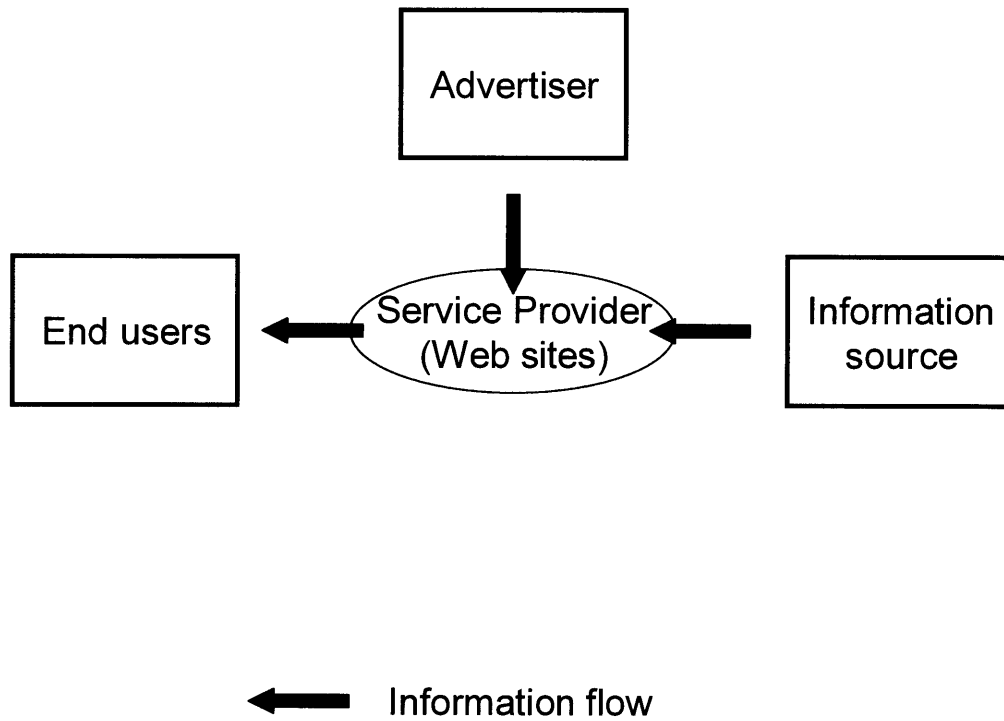 Advertiser
End users
Service Provider
(Web sites)
Information
source
Information flow